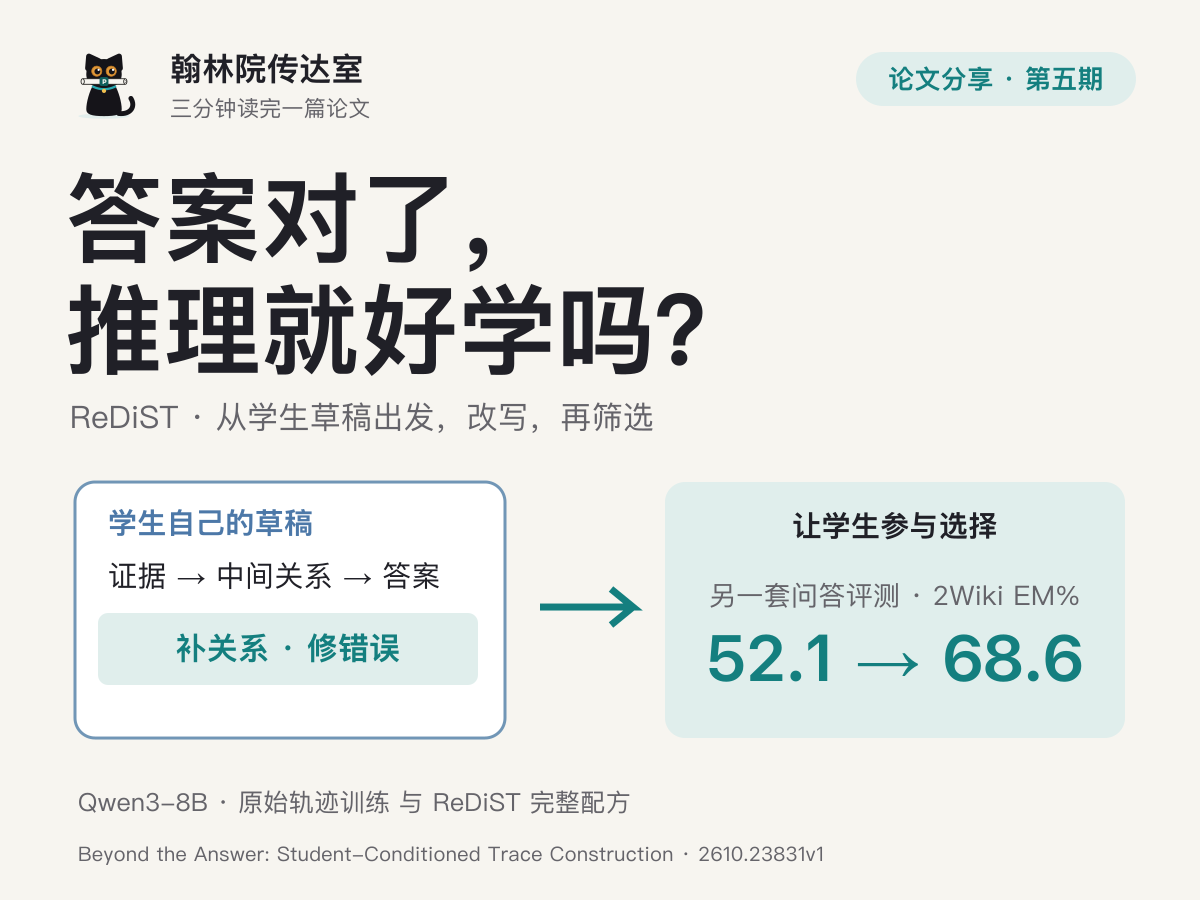 翰林院传达室
三分钟读完一篇论文
论文分享 · 第五期
答案对了，
推理就好学吗？
ReDiST · 从学生草稿出发，改写，再筛选
学生自己的草稿
证据 → 中间关系 → 答案
补关系 · 修错误
让学生参与选择
另一套问答评测 · 2Wiki EM%
52.1 → 68.6
Qwen3-8B · 原始轨迹训练 与 ReDiST 完整配方
Beyond the Answer: Student-Conditioned Trace Construction · 2610.23831v1